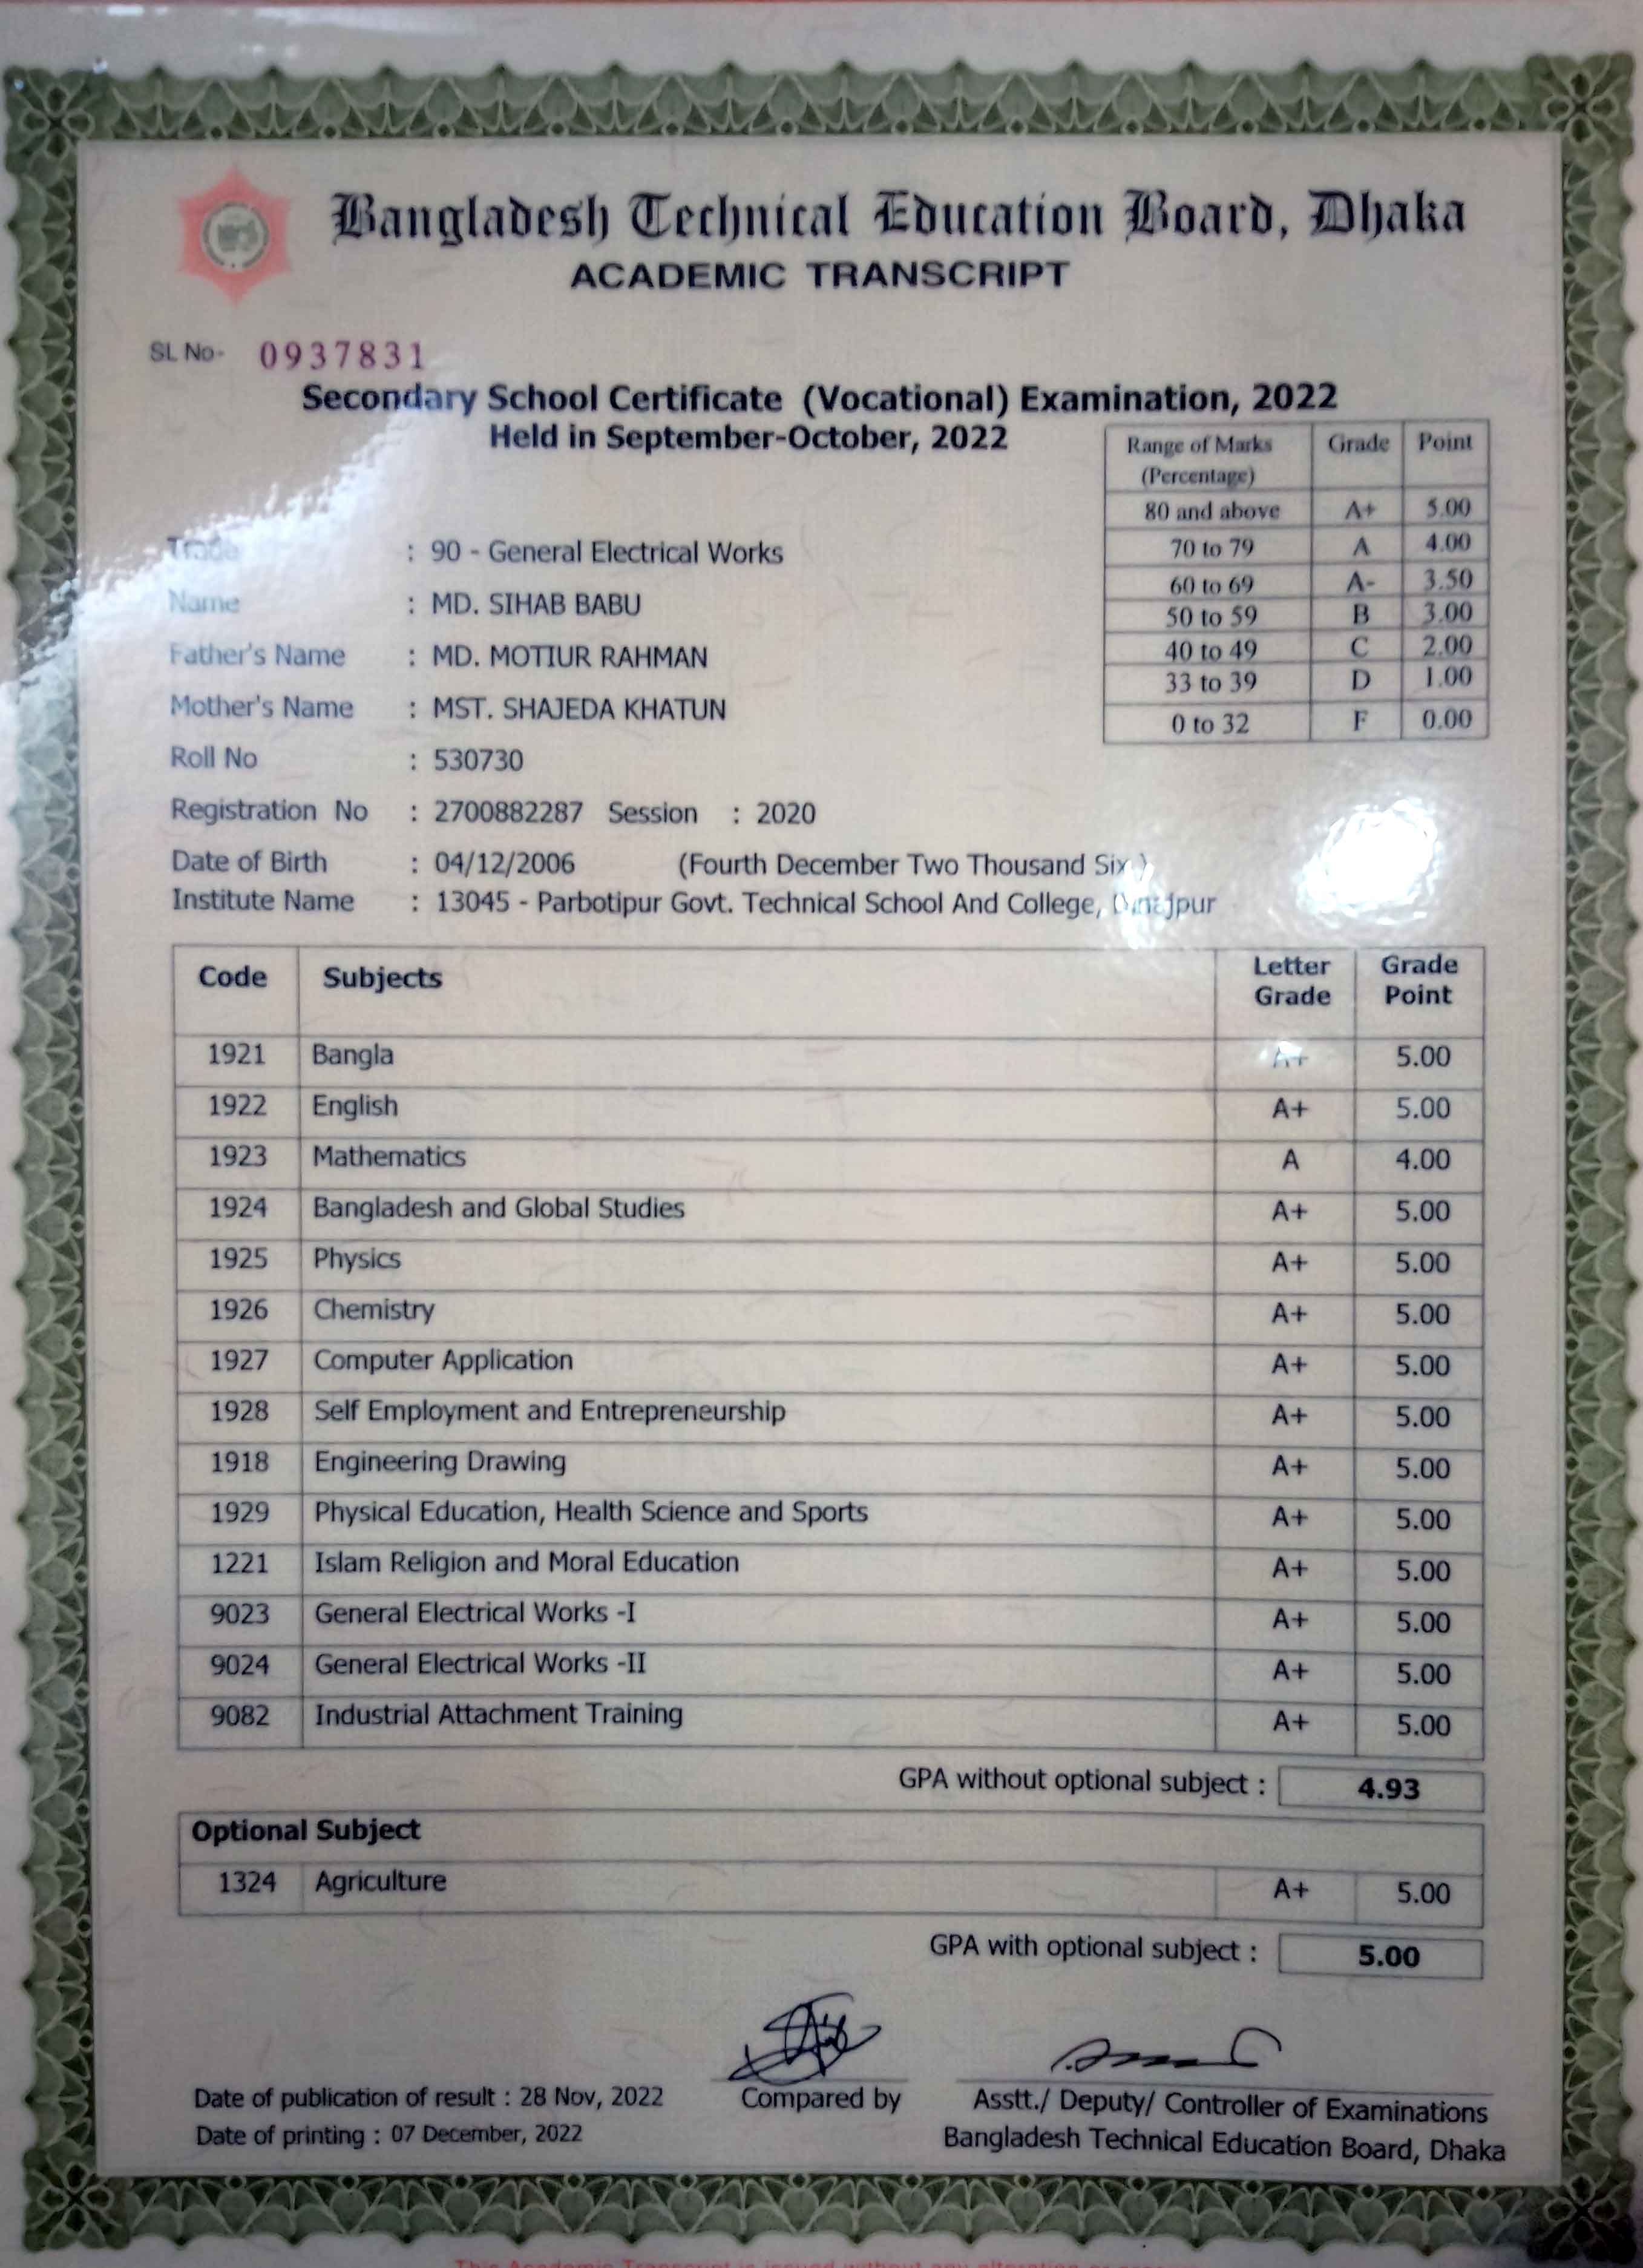 Bangladesh Technical Education Board, Dhaka
ACADEMIC TRANSCRIPT
SL No- 0937831
Secondary School Certificate (Vocational) Examination, 2022
Held in September-October, 2022
Range of Marks (Percentage) Grade Point
80 and above A+ 5.00
70 to 79 A 4.00
60 to 69 A- 3.50
50 to 59 B 3.00
40 to 49 C 2.00
33 to 39 D 1.00
0 to 32 F 0.00
Trade : 90 - General Electrical Works
Name : MD. SIHAB BABU
Father's Name : MD. MOTIUR RAHMAN
Mother's Name : MST. SHAJEDA KHATUN
Roll No : 530730
Registration No : 2700882287 Session : 2020
Date of Birth : 04/12/2006 (Fourth December Two Thousand Six )
Institute Name : 13045 - Parbotipur Govt. Technical School And College, Dinajpur
Code Subjects Letter Grade Grade Point
1921 Bangla A+ 5.00
1922 English A+ 5.00
1923 Mathematics A 4.00
1924 Bangladesh and Global Studies A+ 5.00
1925 Physics A+ 5.00
1926 Chemistry A+ 5.00
1927 Computer Application A+ 5.00
1928 Self Employment and Entrepreneurship A+ 5.00
1918 Engineering Drawing A+ 5.00
1929 Physical Education, Health Science and Sports A+ 5.00
1221 Islam Religion and Moral Education A+ 5.00
9023 General Electrical Works -I A+ 5.00
9024 General Electrical Works -II A+ 5.00
9082 Industrial Attachment Training A+ 5.00
GPA without optional subject : 4.93
Optional Subject
1324 Agriculture A+ 5.00
GPA with optional subject : 5.00
Date of publication of result : 28 Nov, 2022
Date of printing : 07 December, 2022
Compared by
Asstt./ Deputy/ Controller of Examinations
Bangladesh Technical Education Board, Dhaka
This Academic Transcript is issued without any alteration or